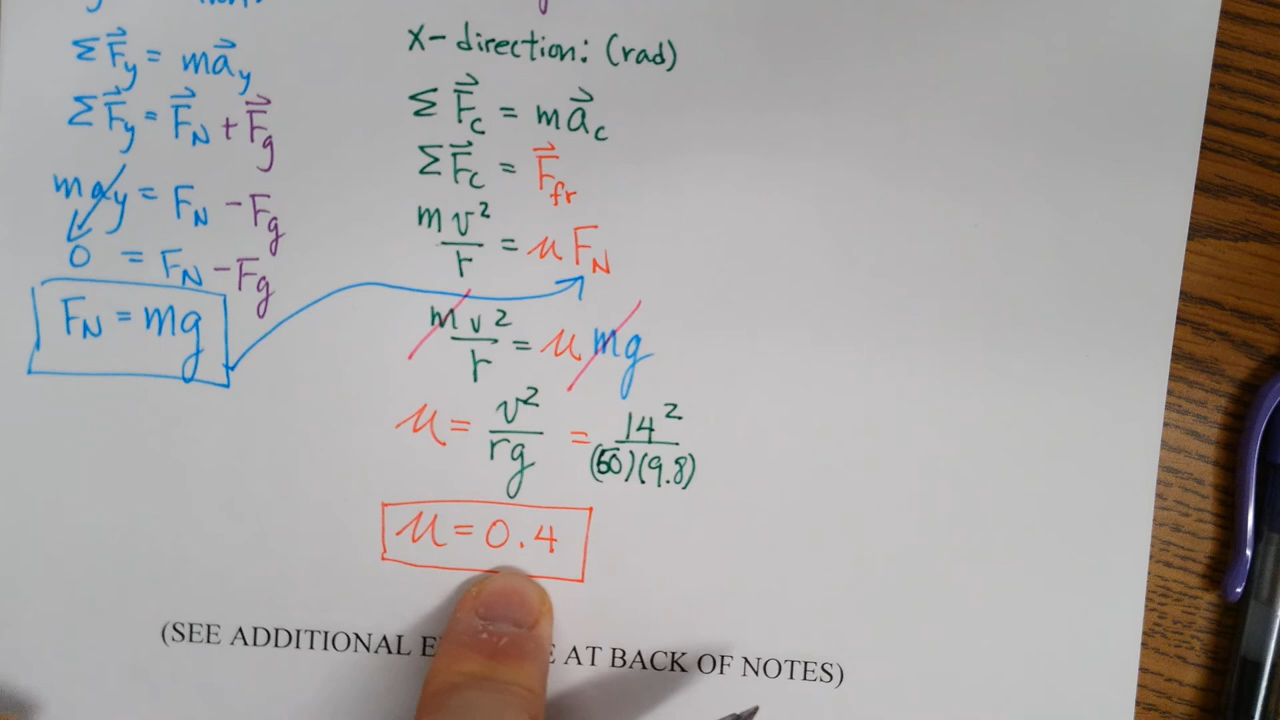 ΣF⃗y = ma⃗y
ΣF⃗y = F⃗N + F⃗g
may = FN - Fg
0 = FN - Fg
FN = mg
x-direction: (rad)
ΣF⃗c = ma⃗c
ΣF⃗c = F⃗fr
mv²/r = μFN
mv²/r = μmg
μ = v²/rg = 14²/(50)(9.8)
μ = 0.4
(SEE ADDITIONAL AT BACK OF NOTES)